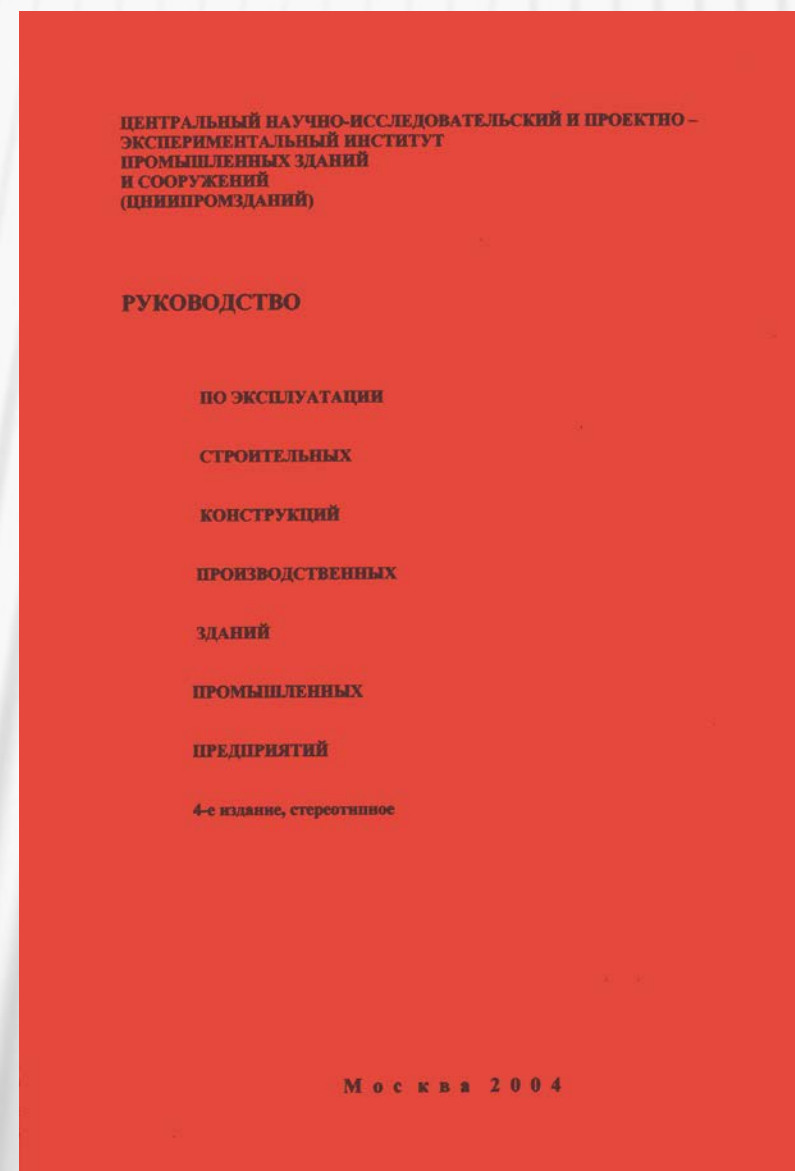 ЦЕНТРАЛЬНЫЙ НАУЧНО-ИССЛЕДОВАТЕЛЬСКИЙ И ПРОЕКТНО –
ЭКСПЕРИМЕНТАЛЬНЫЙ ИНСТИТУТ
ПРОМЫШЛЕННЫХ ЗДАНИЙ
И СООРУЖЕНИЙ
(ЦНИИПРОМЗДАНИЙ)
РУКОВОДСТВО
ПО ЭКСПЛУАТАЦИИ
СТРОИТЕЛЬНЫХ
КОНСТРУКЦИЙ
ПРОИЗВОДСТВЕННЫХ
ЗДАНИЙ
ПРОМЫШЛЕННЫХ
ПРЕДПРИЯТИЙ
4-е издание, стереотипное
Москва 2004